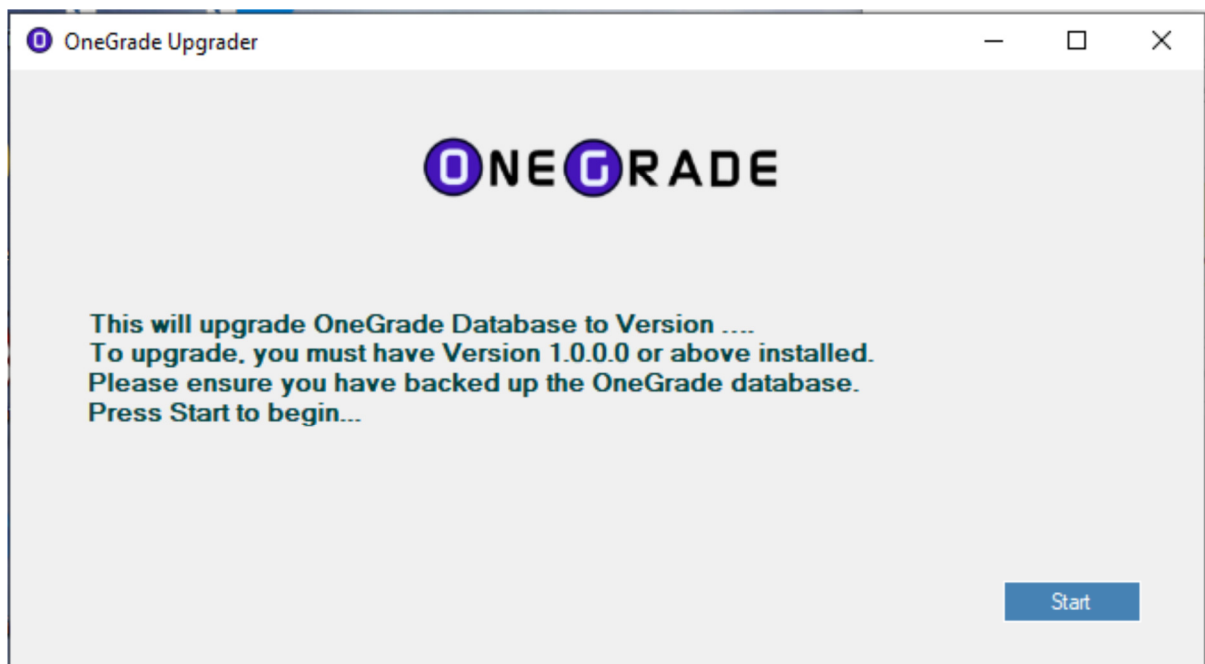 OneGrade Upgrader
ONEGRADE
This will upgrade OneGrade Database to Version ....
To upgrade, you must have Version 1.0.0.0 or above installed.
Please ensure you have backed up the OneGrade database.
Press Start to begin...
Start